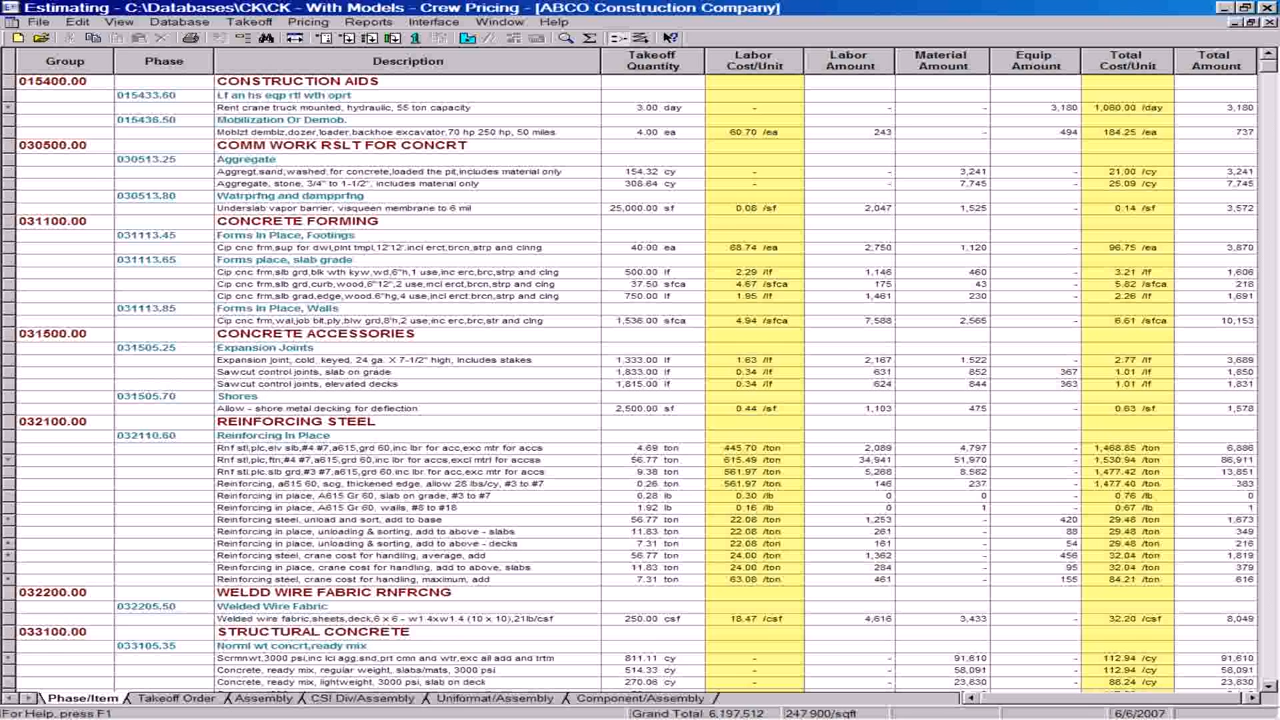 Estimating - C:\Databases\CK\CK - With Models - Crew Pricing - [ABCO Construction Company]
File Edit View Database Takeoff Pricing Reports Interface Window Help
Group Phase Description Takeoff Quantity Labor Cost/Unit Labor Amount Material Amount Equip Amount Total Cost/Unit Total Amount
015400.00 CONSTRUCTION AIDS
015433.60
Rent crane truck mounted, hydraulic, 55 ton capacity 3.00 day - - 3,180 1,060.00 /day 3,180
015436.50 Mobilization Or Demob.
Moblzt demblz,dozer,loader,backhoe excavator,70 hp 250 hp, 50 miles 4.00 ea 60.70 /ea 243 - 494 184.25 /ea 737
030500.00 COMM WORK RSLT FOR CONCRT
030513.25 Aggregate
Aggregt,sand,washed,for concrete,loaded the pit,includes material only 154.32 cy - - 3,241 - 21.00 /cy 3,241
Aggregate, stone, 3/4" to 1-1/2", includes material only 308.64 cy - - 7,745 - 25.09 /cy 7,745
030513.80 Watrprfng and dampprfng
Underslab vapor barrier, visqueen membrane to 6 mil 25,000.00 sf 0.08 /sf 2,047 1,525 - 0.14 /sf 3,572
031100.00 CONCRETE FORMING
031113.45 Forms In Place, Footings
Cip cnc frm,sup for dwl,plnt tmpl,12"12",incl erct,brcn,strp and clnng 40.00 ea 68.74 /ea 2,750 1,120 - 96.75 /ea 3,870
031113.65 Forms place, slab grade
Cip cnc frm,slb grd,blk wth kyw,wd,6"h,1 use,inc erc,brc,strp and clng 500.00 lf 2.29 /lf 1,146 460 - 3.21 /lf 1,606
Cip cnc frm,slb grd,curb,wood,6"12",2 use,incl ect,brcn,strp and clng 37.50 sfca 4.67 /sfca 175 43 - 5.82 /sfca 218
Cip cnc frm,slb grad,edge,wood,6"hg,4 use,incl erct,brcn,strp and clng 750.00 lf 1.95 /lf 1,461 230 - 2.26 /lf 1,691
031113.85 Forms In Place, Walls
Cip cnc frm,wal,job blt,ply,blw grd,8'h,2 use,inc erc,brc,str and clng 1,536.00 sfca 4.94 /sfca 7,588 2,565 - 6.61 /sfca 10,153
031500.00 CONCRETE ACCESSORIES
031505.25 Expansion Joints
Expansion joint, cold, keyed, 24 ga. X 7-1/2" high, includes stakes 1,333.00 lf 1.63 /lf 2,167 1,522 - 2.77 /lf 3,689
Sawcut control joints, slab on grade 1,833.00 lf 0.34 /lf 631 852 367 1.01 /lf 1,850
Sawcut control joints, elevated decks 1,815.00 lf 0.34 /lf 624 844 363 1.01 /lf 1,831
031505.70 Shores
Allow - shore metal decking for deflection 2,500.00 sf 0.44 /sf 1,103 475 - 0.63 /sf 1,578
032100.00 REINFORCING STEEL
032110.60 Reinforcing In Place
Rnf stl,plc,elv slb,#4 #7,a615,grd 60,inc lbr for acc,exc mtr for accs 4.69 ton 445.70 /ton 2,089 4,797 - 1,468.85 /ton 6,886
Rnf stl,plc,ftn,#4 #7,a615,grd 60,inc lbr for accs,excl mtrl for accsa 56.77 ton 615.49 /ton 34,941 51,970 - 1,530.94 /ton 86,911
Rnf stl,plc,slb grd,#3 #7,a615,grd 60,inc lbr for acc,exc mtr for accs 9.38 ton 561.97 /ton 5,268 8,582 - 1,477.42 /ton 13,851
Reinforcing, a615 60, sog, thickened edge, allow 28 lbs/cy, #3 to #7 0.26 ton 561.97 /ton 146 237 - 1,477.40 /ton 383
Reinforcing in place, A615 Gr 60, slab on grade, #3 to #7 0.28 lb 0.30 /lb 0 0 - 0.76 /lb 0
Reinforcing in place, A615 Gr 60, walls, #8 to #18 1.92 lb 0.16 /lb 0 1 - 0.67 /lb 1
Reinforcing steel, unload and sort, add to base 56.77 ton 22.08 /ton 1,253 - 420 29.48 /ton 1,673
Reinforcing in place, unloading & sorting, add to above - slabs 11.83 ton 22.08 /ton 261 - 88 29.48 /ton 349
Reinforcing in place, unloading & sorting, add to above - decks 7.31 ton 22.08 /ton 161 - 54 29.48 /ton 216
Reinforcing steel, crane cost for handling, average, add 56.77 ton 24.00 /ton 1,362 - 456 32.04 /ton 1,819
Reinforcing in place, crane cost for handling, add to above, slabs 11.83 ton 24.00 /ton 284 - 95 32.04 /ton 379
Reinforcing steel, crane cost for handling, maximum, add 7.31 ton 63.08 /ton 461 - 155 84.21 /ton 616
032200.00 WELDD WIRE FABRIC RNFRCNG
032205.50 Welded Wire Fabric
Welded wire fabric,sheets,deck,6 x 6 - w1 4xw1.4 (10 x 10),21lb/csf 250.00 csf 18.47 /csf 4,616 3,433 - 32.20 /csf 8,049
033100.00 STRUCTURAL CONCRETE
033105.35 Norml wt concrt,ready mix
Scrmnwt,3000 psi,inc lcl agg,snd,prt cmn and wtr,exc all add and trtm 811.11 cy - - 91,610 - 112.94 /cy 91,610
Concrete, ready mix, regular weight, slabs/mats, 3000 psi 514.33 cy - - 58,091 - 112.94 /cy 58,091
Concrete, ready mix, lightweight, 3000 psi, slab on deck 270.06 cy - - 23,830 - 88.24 /cy 23,830
Phase/Item Takeoff Order Assembly CSI Div/Assembly Uniformat/Assembly Component/Assembly
For Help, press F1 Grand Total 6,197,512 247.900/sqft 6/6/2007